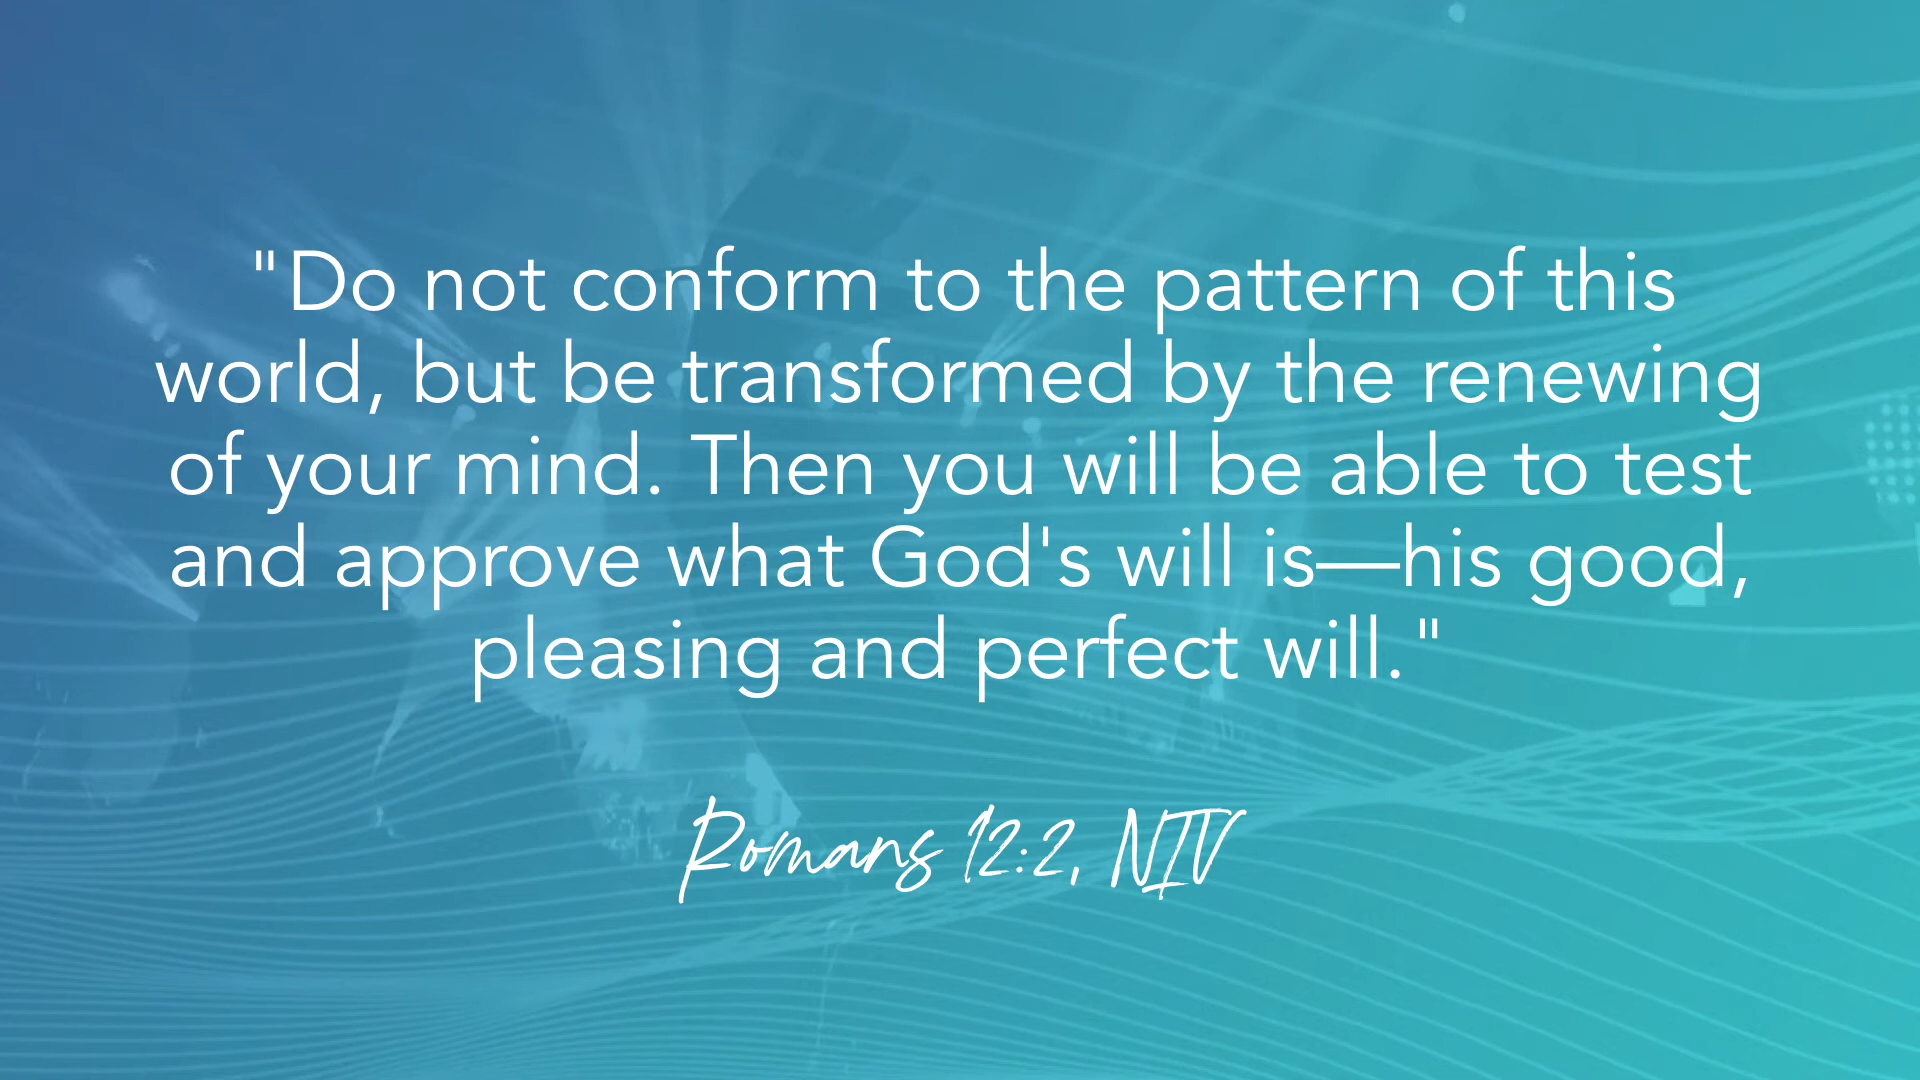 "Do not conform to the pattern of this
world, but be transformed by the renewing
of your mind. Then you will be able to test
and approve what God's will is—his good,
pleasing and perfect will."
Romans 12:2, NIV